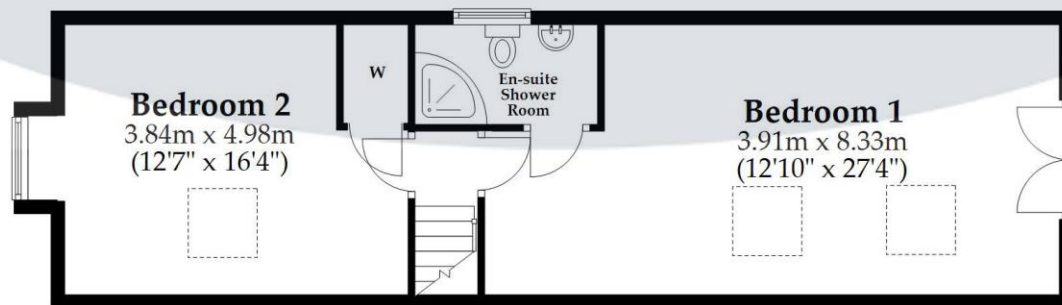 Bedroom 2
3.84m x 4.98m
(12'7" x 16'4")
W
En-suite
Shower
Room
Bedroom 1
3.91m x 8.33m
(12'10" x 27'4")